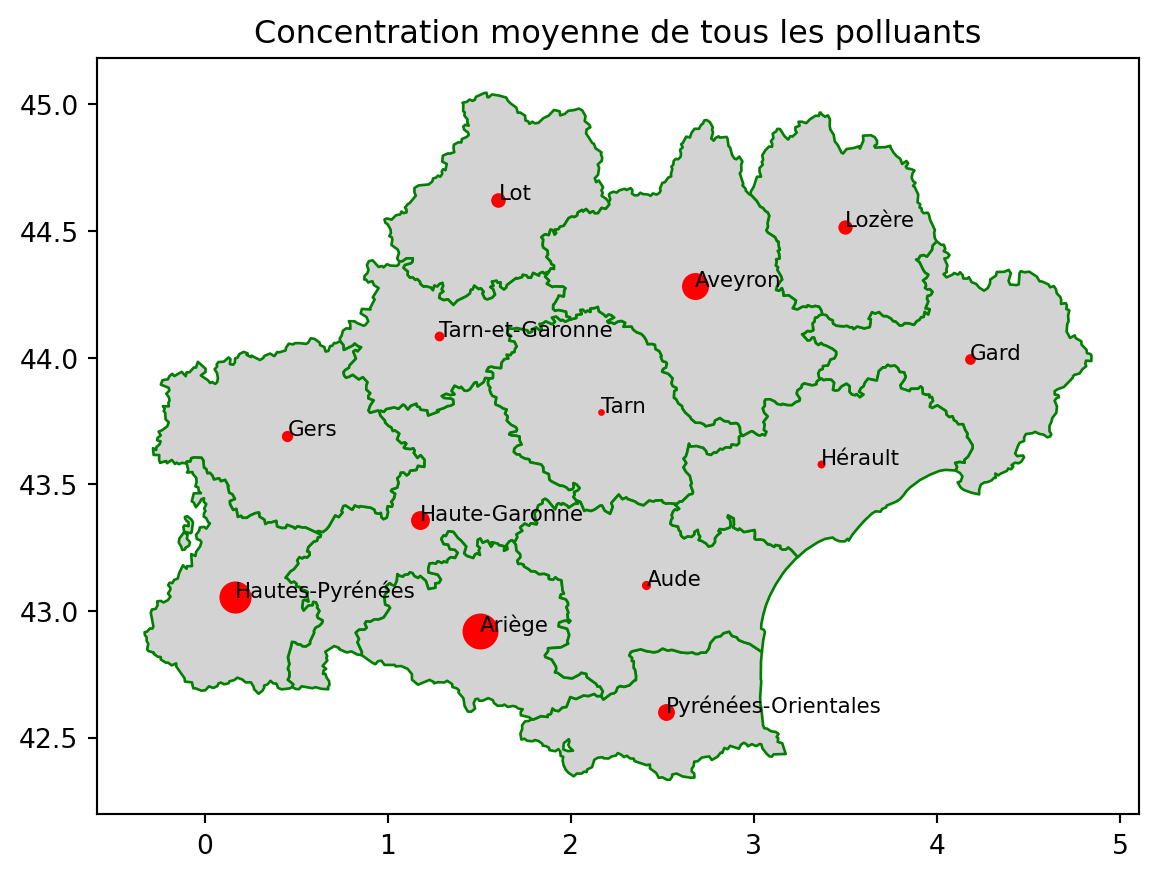 Concentration moyenne de tous les polluants
45.0
44.5
44.0
43.5
43.0
42.5
Lot
Lozère
Aveyron
Tarn-et-Garonne
Gard
Tarn
Gers
Hérault
Haute-Garonne
Aude
Hautes-Pyrénées
Ariège
Pyrénées-Orientales
0 1 2 3 4 5